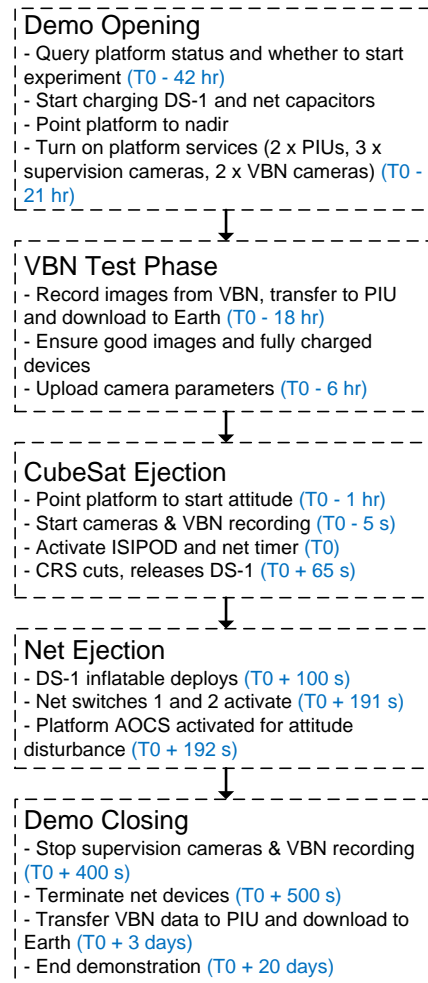 Demo Opening
- Query platform status and whether to start
experiment (T0 - 42 hr)
- Start charging DS-1 and net capacitors
- Point platform to nadir
- Turn on platform services (2 x PIUs, 3 x
supervision cameras, 2 x VBN cameras) (T0 -
21 hr)
VBN Test Phase
- Record images from VBN, transfer to PIU
and download to Earth (T0 - 18 hr)
- Ensure good images and fully charged
devices
- Upload camera parameters (T0 - 6 hr)
CubeSat Ejection
- Point platform to start attitude (T0 - 1 hr)
- Start cameras & VBN recording (T0 - 5 s)
- Activate ISIPOD and net timer (T0)
- CRS cuts, releases DS-1 (T0 + 65 s)
Net Ejection
- DS-1 inflatable deploys (T0 + 100 s)
- Net switches 1 and 2 activate (T0 + 191 s)
- Platform AOCS activated for attitude
disturbance (T0 + 192 s)
Demo Closing
- Stop supervision cameras & VBN recording
(T0 + 400 s)
- Terminate net devices (T0 + 500 s)
- Transfer VBN data to PIU and download to
Earth (T0 + 3 days)
- End demonstration (T0 + 20 days)